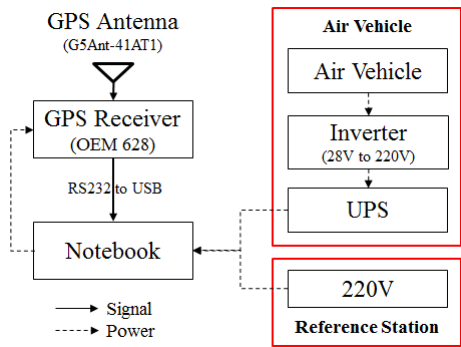 GPS Antenna
(G5Ant-41AT1)
GPS Receiver
(OEM 628)
RS232 to USB
Notebook
Signal
Power
Air Vehicle
Air Vehicle
Inverter
(28V to 220V)
UPS
220V
Reference Station